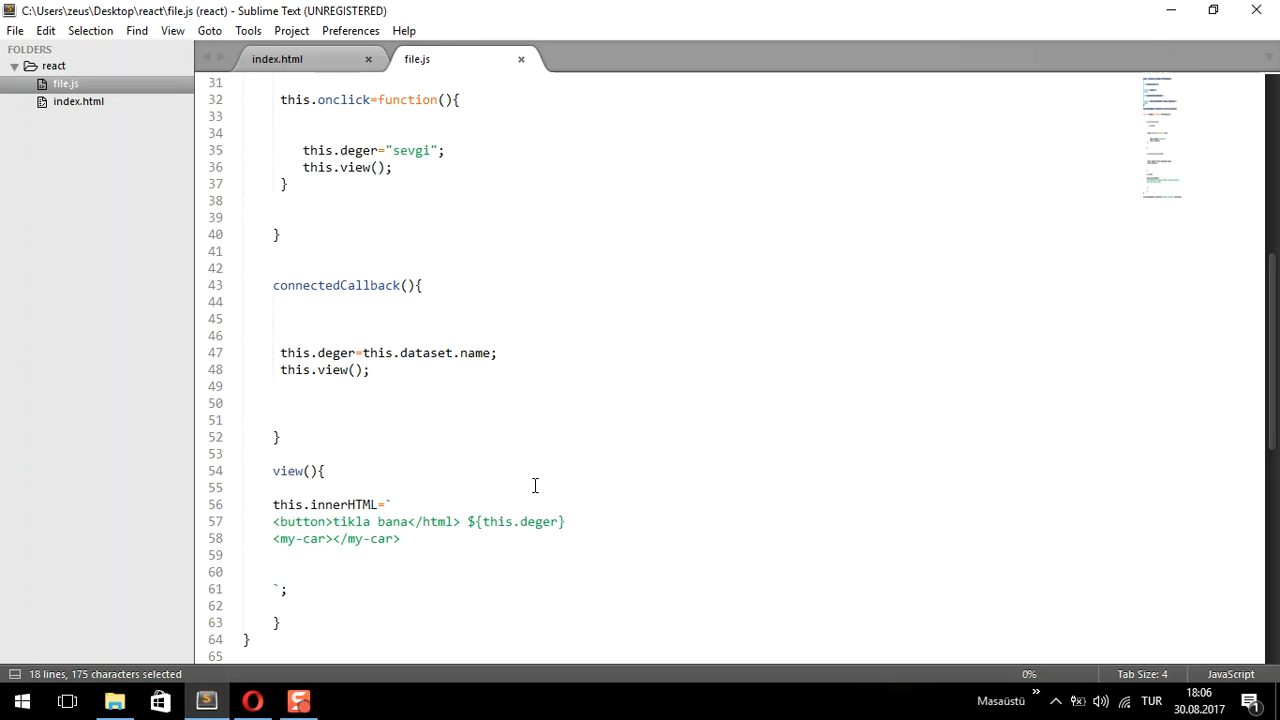 C:\Users\zeus\Desktop\react\file.js (react) - Sublime Text (UNREGISTERED)
File Edit Selection Find View Goto Tools Project Preferences Help
FOLDERS
react
file.js
index.html
index.html
file.js
31
32 this.onclick=function(){
33
34
35 this.deger="sevgi";
36 this.view();
37 }
38
39
40 }
41
42
43 connectedCallback(){
44
45
46
47 this.deger=this.dataset.name;
48 this.view();
49
50
51
52 }
53
54 view(){
55
56 this.innerHTML=`
57 <button>tikla bana</html> ${this.deger}
58 <my-car></my-car>
59
60
61 `;
62
63 }
64 }
65
18 lines, 175 characters selected
0%
Tab Size: 4
JavaScript
Masaüstü
TUR
18:06
30.08.2017
1